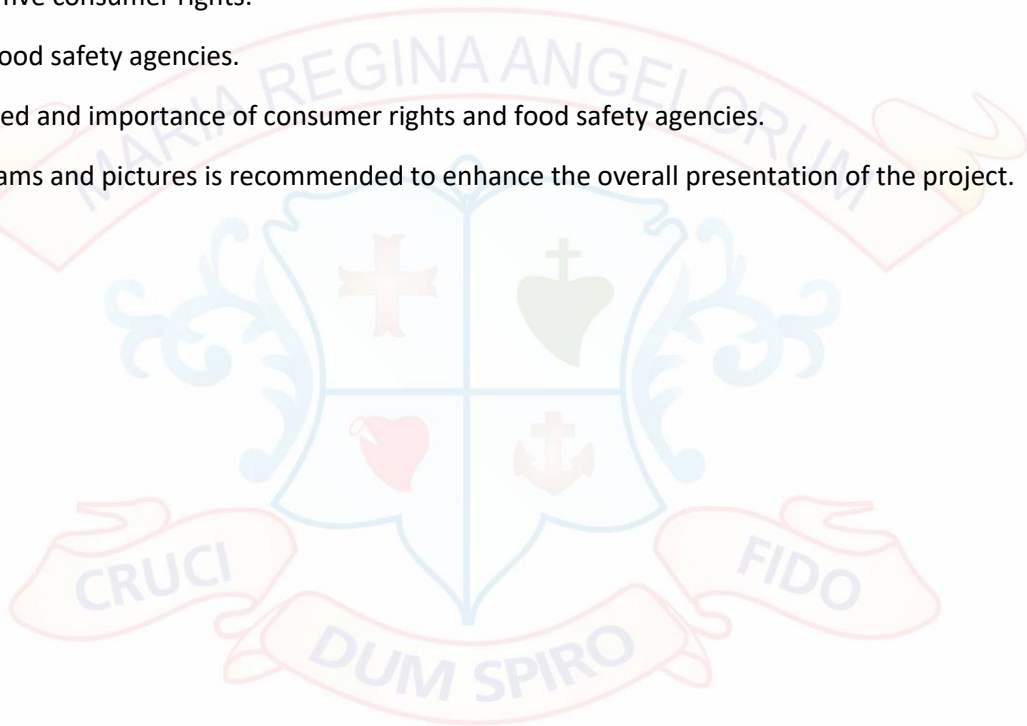 five consumer rights.
ood safety agencies.
ed and importance of consumer rights and food safety agencies.
ams and pictures is recommended to enhance the overall presentation of the project.
MARIA REGINA ANGELORUM
CRUCI
FIDO
DUM SPIRO